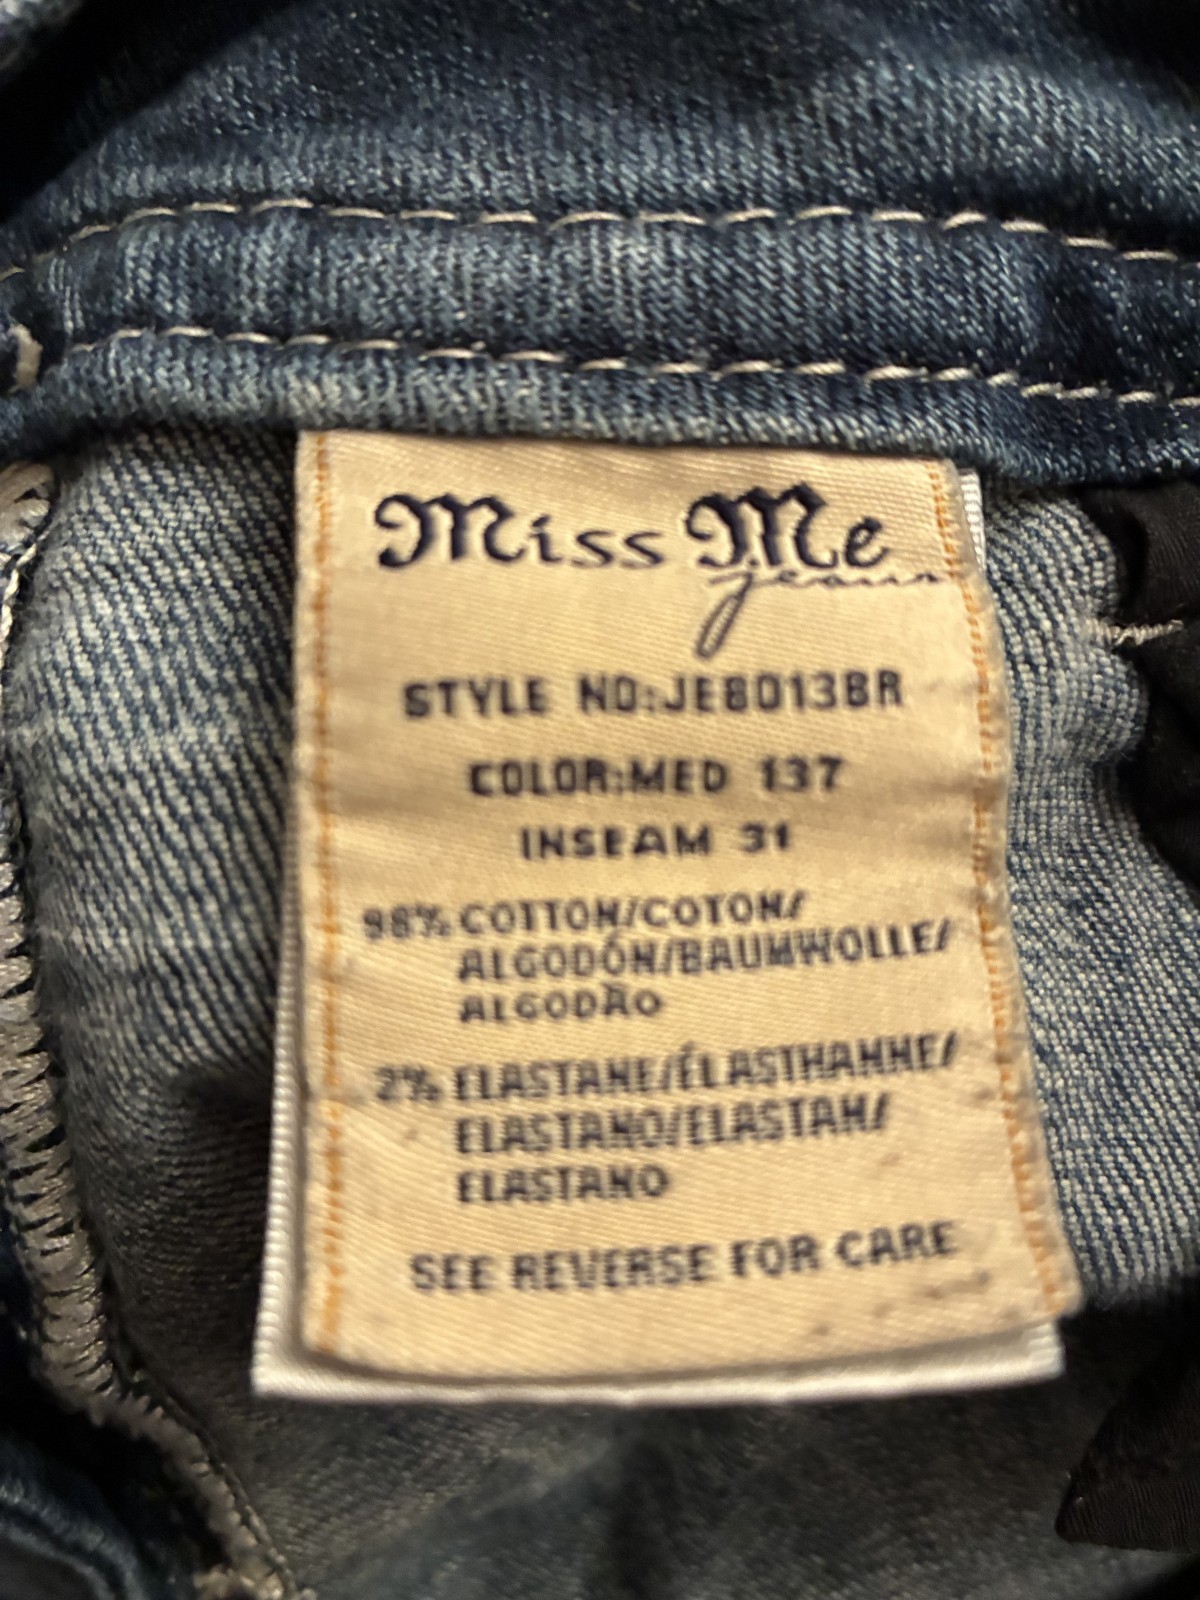 Miss Me
jeans
STYLE NO:JE8013BR
COLOR:MED 137
INSEAM 31
98% COTTON/COTON/
ALGODÓN/BAUMWOLLE/
ALGODÃO
2% ELASTANE/ÉLASTHANNE/
ELASTANO/ELASTAN/
ELASTANO
SEE REVERSE FOR CARE